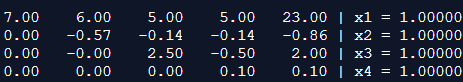 7.00 6.00 5.00 5.00 23.00 | x1 = 1.00000
0.00 -0.57 -0.14 -0.14 -0.86 | x2 = 1.00000
0.00 -0.00 2.50 -0.50 2.00 | x3 = 1.00000
0.00 0.00 0.00 0.10 0.10 | x4 = 1.00000